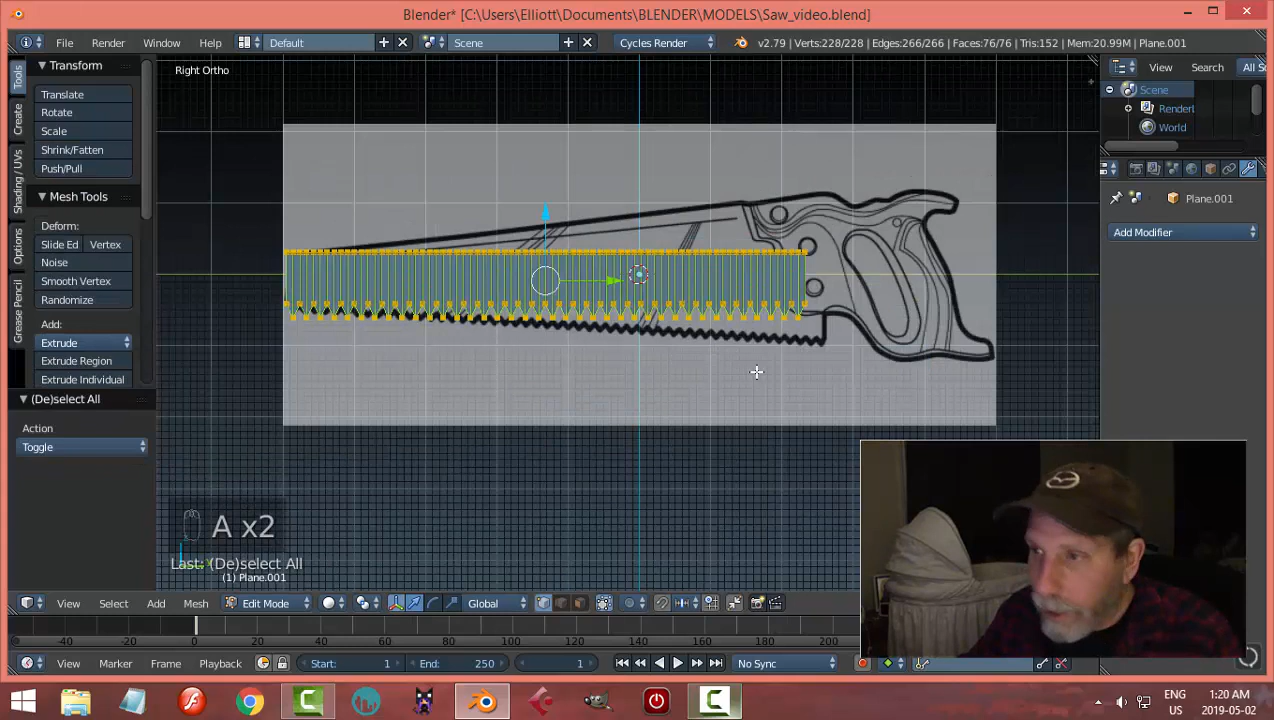 Blender* [C:\Users\Elliott\Documents\BLENDER\MODELS\Saw_video.blend]
File Render Window Help Default Scene Cycles Render v2.79 | Verts:228/228 | Edges:266/266 | Faces:76/76 | Tris:152 | Mem:20.99M | Plane.001
Tools
Create
Shading / UVs
Options
Grease Pencil
Transform
Translate
Rotate
Scale
Shrink/Fatten
Push/Pull
Mesh Tools
Deform:
Slide Ed Vertex
Noise
Smooth Vertex
Randomize
Add:
Extrude
Extrude Region
Extrude Individual
(De)select All
Action
Toggle
Right Ortho
A x2
Last: (De)select All
(1) Plane.001
View Search All S
Scene
Render
World
Plane.001
Add Modifier
View Select Add Mesh Edit Mode Global
-40 -20 0 20 40 60 80 100 120 140 160 180 200
View Marker Frame Playback Start: 1 End: 250 1 No Sync
ENG
US
1:20 AM
2019-05-02